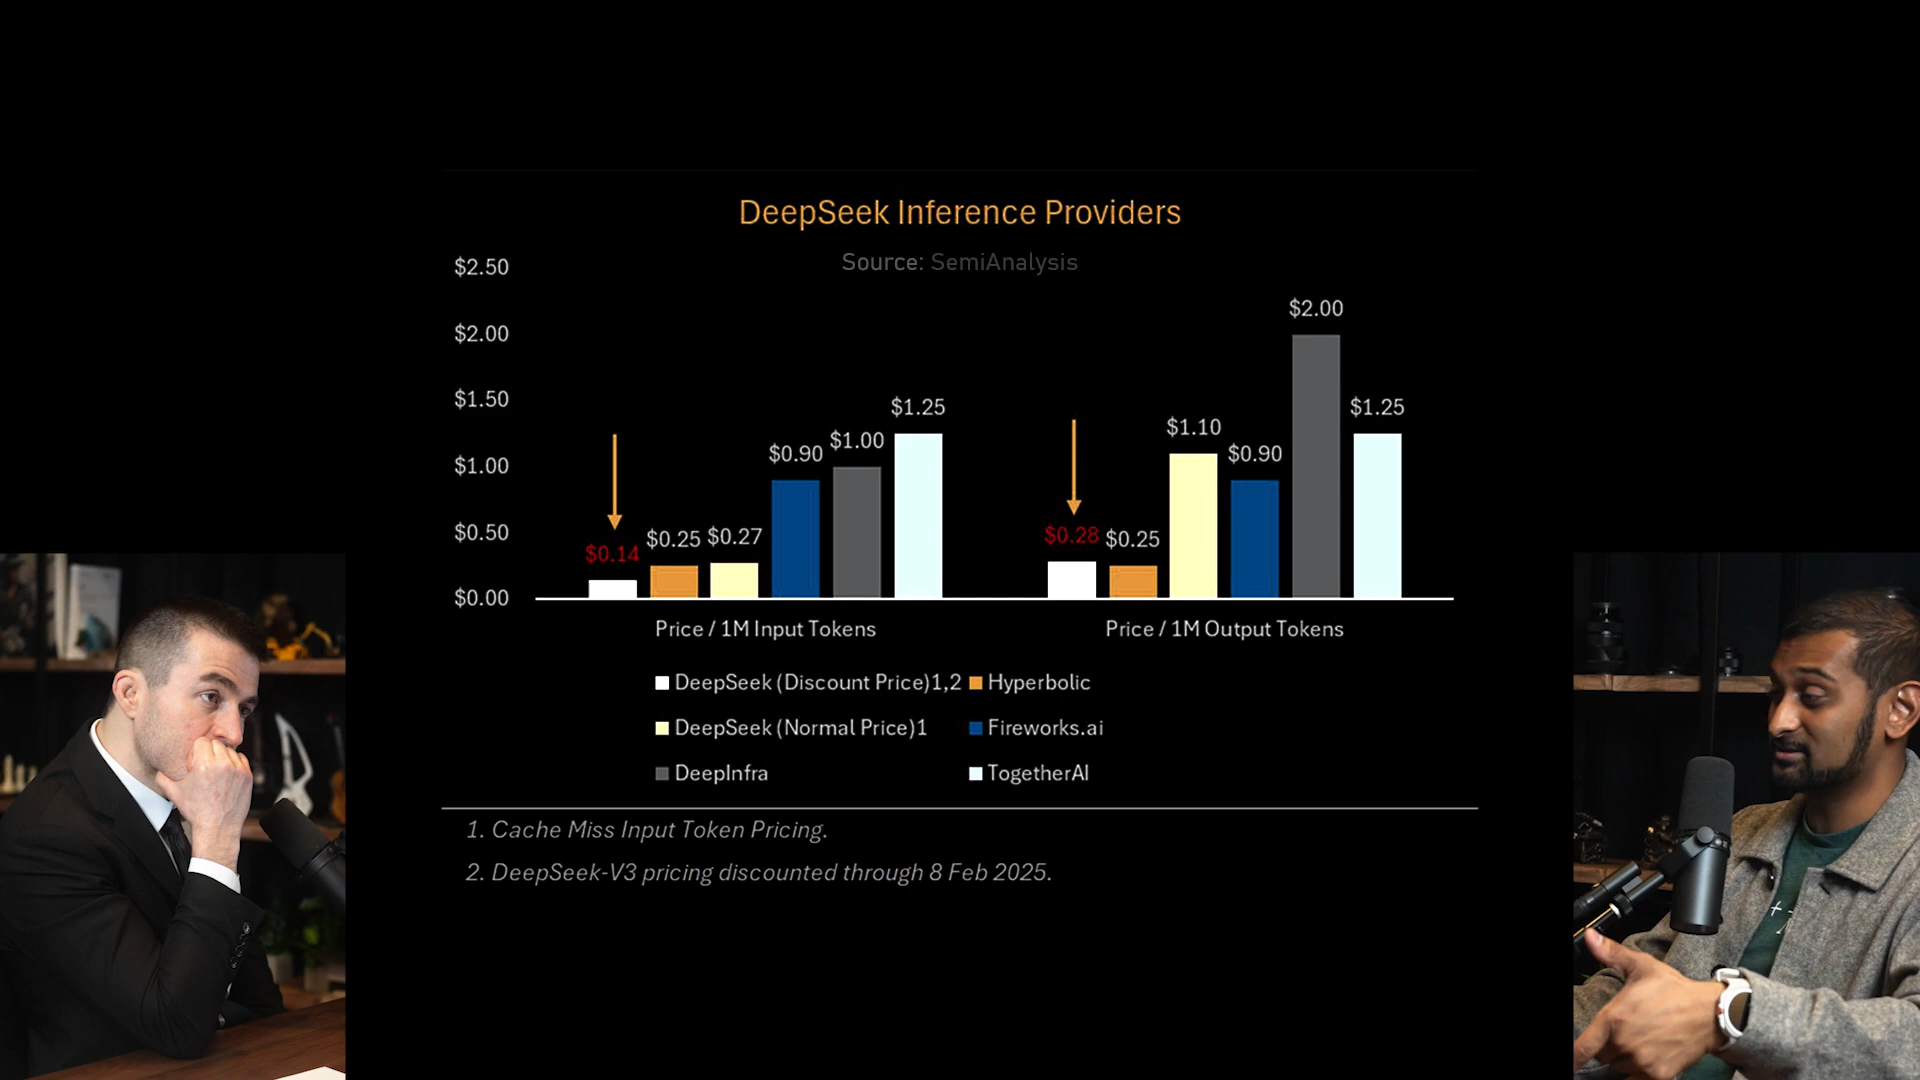 DeepSeek Inference Providers
Source: SemiAnalysis
$2.50
$2.00
$1.50
$1.00
$0.50
$0.00
$0.14
$0.25
$0.27
$0.90
$1.00
$1.25
$0.28
$0.25
$1.10
$0.90
$2.00
$1.25
Price / 1M Input Tokens
Price / 1M Output Tokens
DeepSeek (Discount Price)1,2
Hyperbolic
DeepSeek (Normal Price)1
Fireworks.ai
DeepInfra
TogetherAI
1. Cache Miss Input Token Pricing.
2. DeepSeek-V3 pricing discounted through 8 Feb 2025.